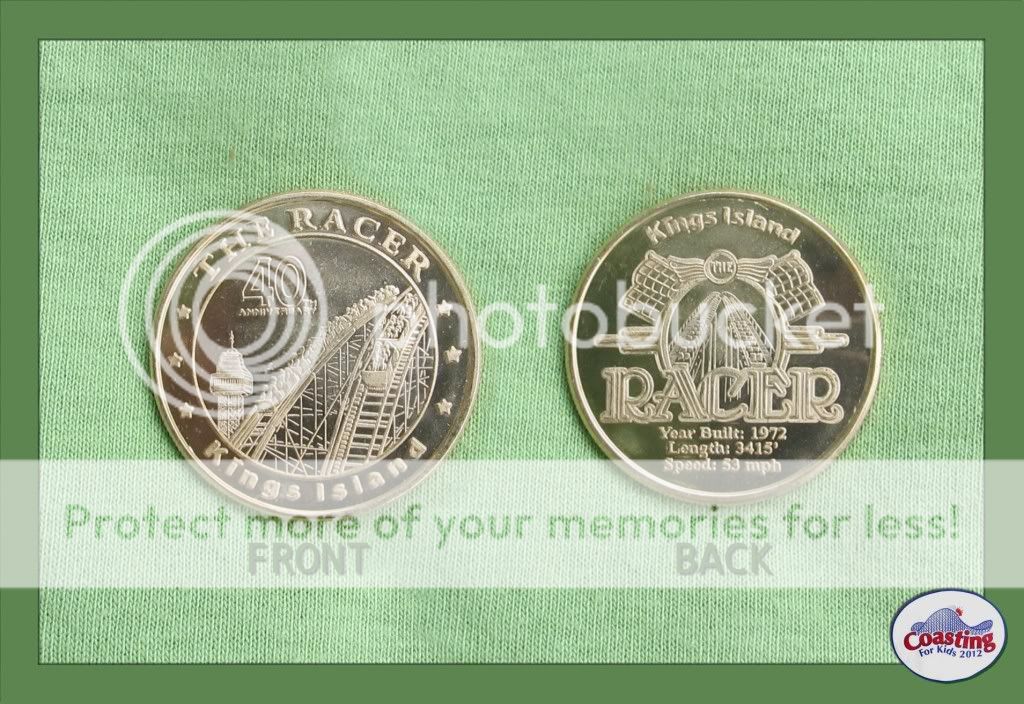 THE RACER
40th
ANNIVERSARY
Kings Island
Kings Island
THE
RACER
Year Built: 1972
Length: 3415'
Speed: 53 mph
photobucket
Protect more of your memories for less!
FRONT
BACK
Coasting
For Kids 2012